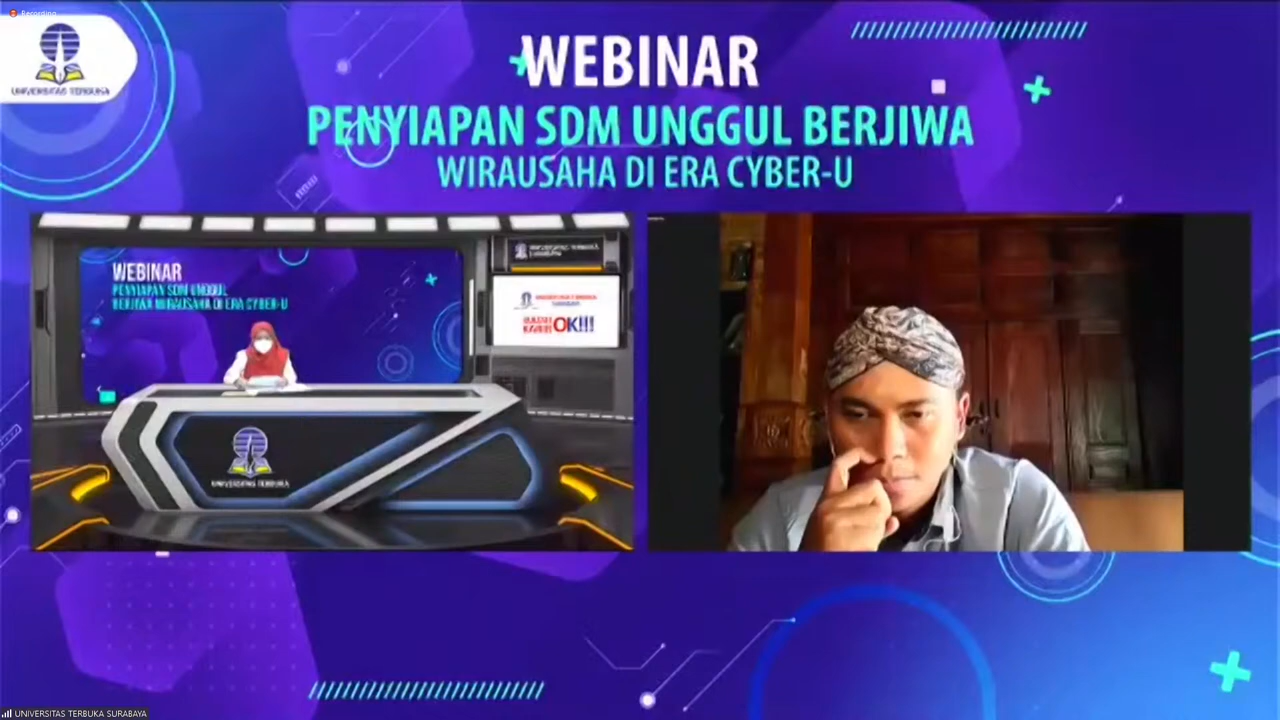 Recording
UNIVERSITAS TERBUKA
WEBINAR
PENYIAPAN SDM UNGGUL BERJIWA
WIRAUSAHA DI ERA CYBER-U
WEBINAR
PENYIAPAN SDM UNGGUL
BERJIWA WIRAUSAHA DI ERA CYBER-U
UNIVERSITAS TERBUKA
OK!!!
UNIVERSITAS TERBUKA
UNIVERSITAS TERBUKA SURABAYA